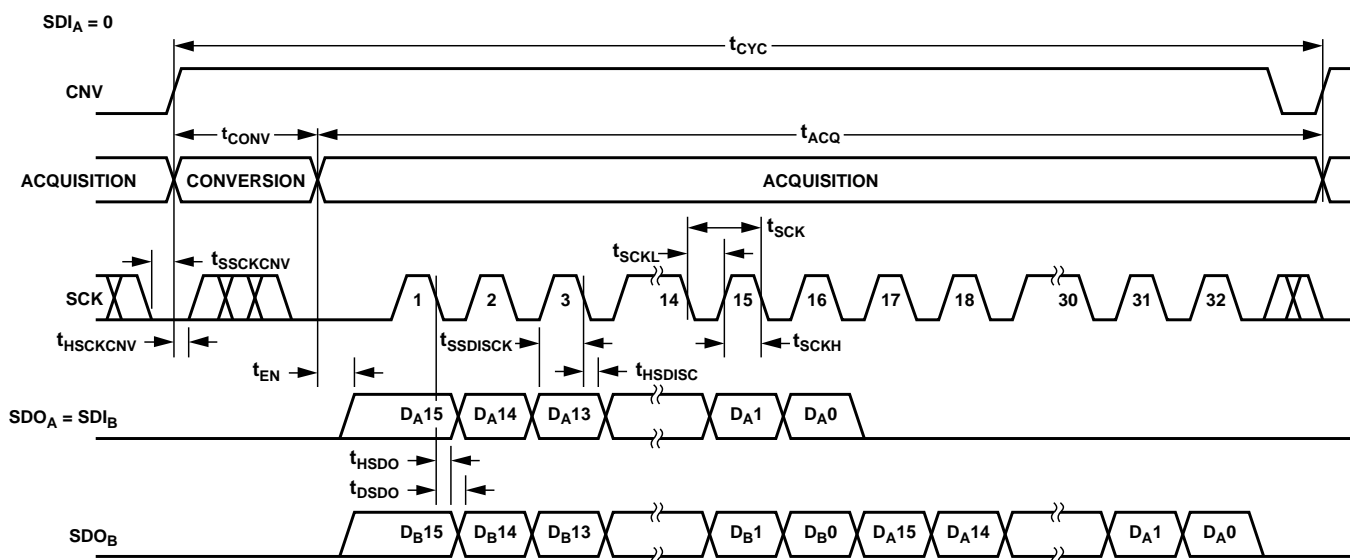 SDIA = 0
tCYC
CNV
tCONV
tACQ
ACQUISITION CONVERSION ACQUISITION
tSCK
tSCKL
tSSCKCNV
SCK 1 2 3 14 15 16 17 18 30 31 32
tHSCKCNV tSSDISCK tSCKH
tEN tHSDISC
SDOA = SDIB DA15 DA14 DA13 DA1 DA0
tHSDO
tDSDO
SDOB DB15 DB14 DB13 DB1 DB0 DA15 DA14 DA1 DA0